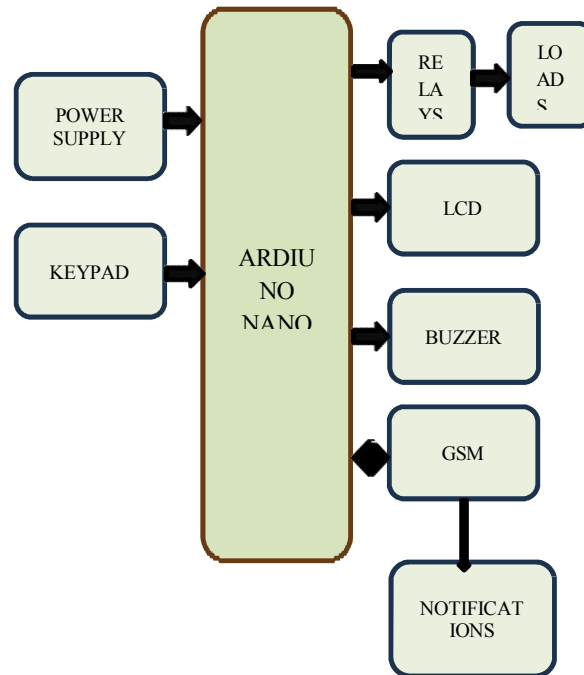 POWER
SUPPLY
KEYPAD
ARDIU
NO
NANO
RE
LA
YS
LO
AD
S
LCD
BUZZER
GSM
NOTIFICAT
IONS